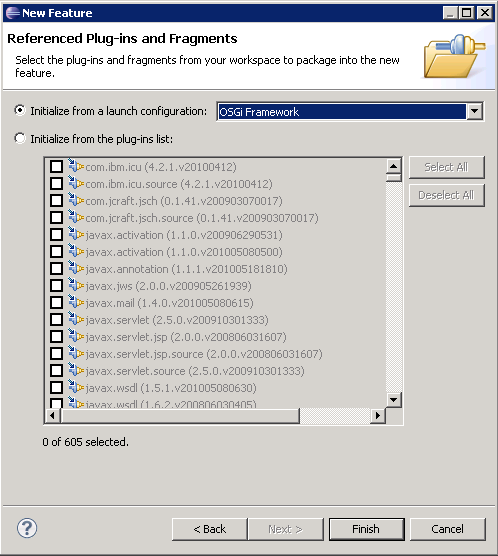 New Feature
Referenced Plug-ins and Fragments
Select the plug-ins and fragments from your workspace to package into the new
feature.
Initialize from a launch configuration: OSGi Framework
Initialize from the plug-ins list:
com.ibm.icu (4.2.1.v20100412)
Select All
com.ibm.icu.source (4.2.1.v20100412)
Deselect All
com.jcraft.jsch (0.1.41.v200903070017)
com.jcraft.jsch.source (0.1.41.v200903070017)
javax.activation (1.1.0.v200906290531)
javax.activation (1.1.0.v201005080500)
javax.annotation (1.1.1.v201005181810)
javax.jws (2.0.0.v200905261939)
javax.mail (1.4.0.v201005080615)
javax.servlet (2.5.0.v200910301333)
javax.servlet.jsp (2.0.0.v200806031607)
javax.servlet.jsp.source (2.0.0.v200806031607)
javax.servlet.source (2.5.0.v200910301333)
javax.wsdl (1.5.1.v201005080630)
javax.wsdl (1.6.2.v200806030405)
0 of 605 selected.
?
< Back
Next >
Finish
Cancel